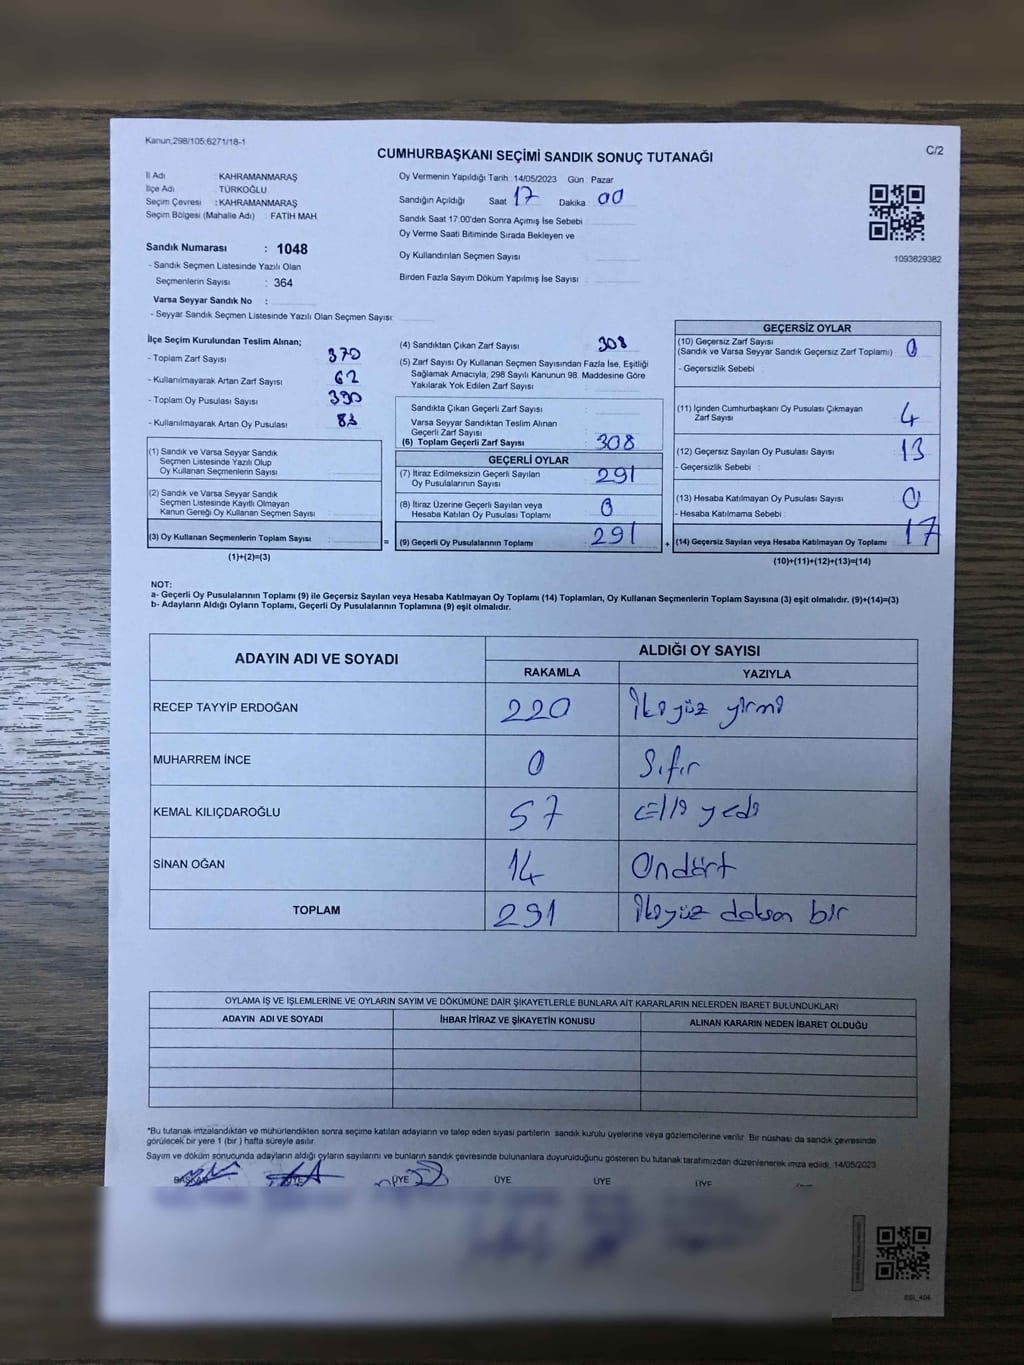 Kanun;298/105;6271/18-1
C/2
CUMHURBAŞKANI SEÇİMİ SANDIK SONUÇ TUTANAĞI
İl Adı : KAHRAMANMARAŞ
İlçe Adı : TÜRKOĞLU
Seçim Çevresi : KAHRAMANMARAŞ
Seçim Bölgesi (Mahalle Adı) : FATİH MAH.
Sandık Numarası : 1048
- Sandık Seçmen Listesinde Yazılı Olan
Seçmenlerin Sayısı : 364
Varsa Seyyar Sandık No :
- Seyyar Sandık Seçmen Listesinde Yazılı Olan Seçmen Sayısı:
Oy Vermenin Yapıldığı Tarih : 14/05/2023 Gün : Pazar
Sandığın Açıldığı Saat 17 Dakika 00
Sandık Saat 17:00'den Sonra Açımış İse Sebebi :
Oy Verme Saati Bitiminde Sırada Bekleyen ve
Oy Kullandırılan Seçmen Sayısı :
Birden Fazla Sayım Döküm Yapılmış İse Sayısı :
1093829382
İlçe Seçim Kurulundan Teslim Alınan;
- Toplam Zarf Sayısı : 370
- Kullanılmayarak Artan Zarf Sayısı : 62
- Toplam Oy Pusulası Sayısı : 390
- Kullanılmayarak Artan Oy Pusulası :
(1) Sandık ve Varsa Seyyar Sandık
Seçmen Listesinde Yazılı Olup
Oy Kullanan Seçmenlerin Sayısı :
(2) Sandık ve Varsa Seyyar Sandık
Seçmen Listesinde Kayıtlı Olmayan
Kanun Gereği Oy Kullanan Seçmen Sayısı :
(3) Oy Kullanan Seçmenlerin Toplam Sayısı :
(1)+(2)=(3)
=
(4) Sandıktan Çıkan Zarf Sayısı : 308
(5) Zarf Sayısı Oy Kullanan Seçmen Sayısından Fazla İse, Eşitliği
Sağlamak Amacıyla; 298 Sayılı Kanunun 98. Maddesine Göre
Yakılarak Yok Edilen Zarf Sayısı :
Sandıkta Çıkan Geçerli Zarf Sayısı :
Varsa Seyyar Sandıktan Teslim Alınan
Geçerli Zarf Sayısı :
(6) Toplam Geçerli Zarf Sayısı : 308
GEÇERLİ OYLAR
(7) İtiraz Edilmeksizin Geçerli Sayılan
Oy Pusulalarının Sayısı : 291
(8) İtiraz Üzerine Geçerli Sayılan veya
Hesaba Katılan Oy Pusulası Toplamı : 0
(9) Geçerli Oy Pusulalarının Toplamı : 291
+
GEÇERSİZ OYLAR
(10) Geçersiz Zarf Sayısı : 0
(Sandık ve Varsa Seyyar Sandık Geçersiz Zarf Toplamı)
- Geçersizlik Sebebi :
(11) İçinden Cumhurbaşkanı Oy Pusulası Çıkmayan
Zarf Sayısı : 4
(12) Geçersiz Sayılan Oy Pusulası Sayısı : 13
- Geçersizlik Sebebi :
(13) Hesaba Katılmayan Oy Pusulası Sayısı : 0
- Hesaba Katılmama Sebebi :
(14) Geçersiz Sayılan veya Hesaba Katılmayan Oy Toplamı : 17
(10)+(11)+(12)+(13)=(14)
NOT:
a- Geçerli Oy Pusulalarının Toplamı (9) ile Geçersiz Sayılan veya Hesaba Katılmayan Oy Toplamı (14) Toplamları, Oy Kullanan Seçmenlerin Toplam Sayısına (3) eşit olmalıdır. (9)+(14)=(3)
b- Adayların Aldığı Oyların Toplamı, Geçerli Oy Pusulalarının Toplamına (9) eşit olmalıdır.
ADAYIN ADI VE SOYADI ALDIĞI OY SAYISI
RAKAMLA YAZIYLA
RECEP TAYYİP ERDOĞAN 220 İkiyüz yirmi
MUHARREM İNCE 0 Sıfır
KEMAL KILIÇDAROĞLU 57 Elli yedi
SİNAN OĞAN 14 Ondört
TOPLAM 291 İkiyüz doksan bir
OYLAMA İŞ VE İŞLEMLERİNE VE OYLARIN SAYIM VE DÖKÜMÜNE DAİR ŞİKAYETLERLE BUNLARA AİT KARARLARIN NELERDEN İBARET BULUNDUKLARI
ADAYIN ADI VE SOYADI İHBAR İTİRAZ VE ŞİKAYETİN KONUSU ALINAN KARARIN NEDEN İBARET OLDUĞU
*Bu tutanak imzalandıktan ve mühürlendikten sonra seçime katılan adayların ve talep eden siyasi partilerin sandık kurulu üyelerine veya gözlemcilerine verilir. Bir nüshası da sandık çevresinde
görülecek bir yere 1 (bir ) hafta süreyle asılır.
Sayım ve döküm sonucunda adayların aldığı oyların sayılarını ve bunların sandık çevresinde bulunanlara duyurulduğunu gösteren bu tutanak tarafımızdan düzenlenerek imza edildi. 14/05/2023
BAŞKAN ÜYE ÜYE ÜYE ÜYE ÜYE